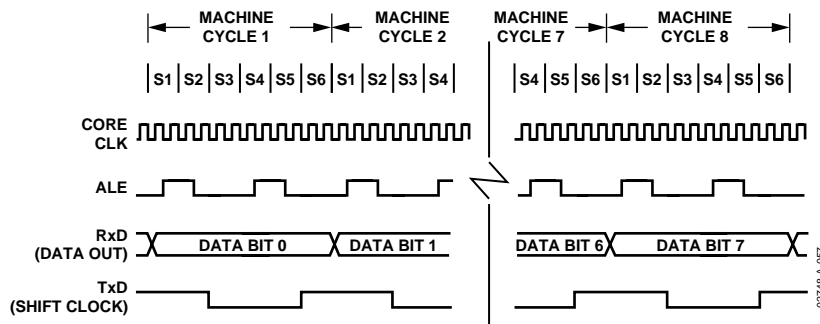 MACHINE CYCLE 1
MACHINE CYCLE 2
MACHINE CYCLE 7
MACHINE CYCLE 8
S1 S2 S3 S4 S5 S6 S1 S2 S3 S4 S4 S5 S6 S1 S2 S3 S4 S5 S6
CORE CLK
ALE
RxD (DATA OUT)
DATA BIT 0 DATA BIT 1 DATA BIT 6 DATA BIT 7
TxD (SHIFT CLOCK)